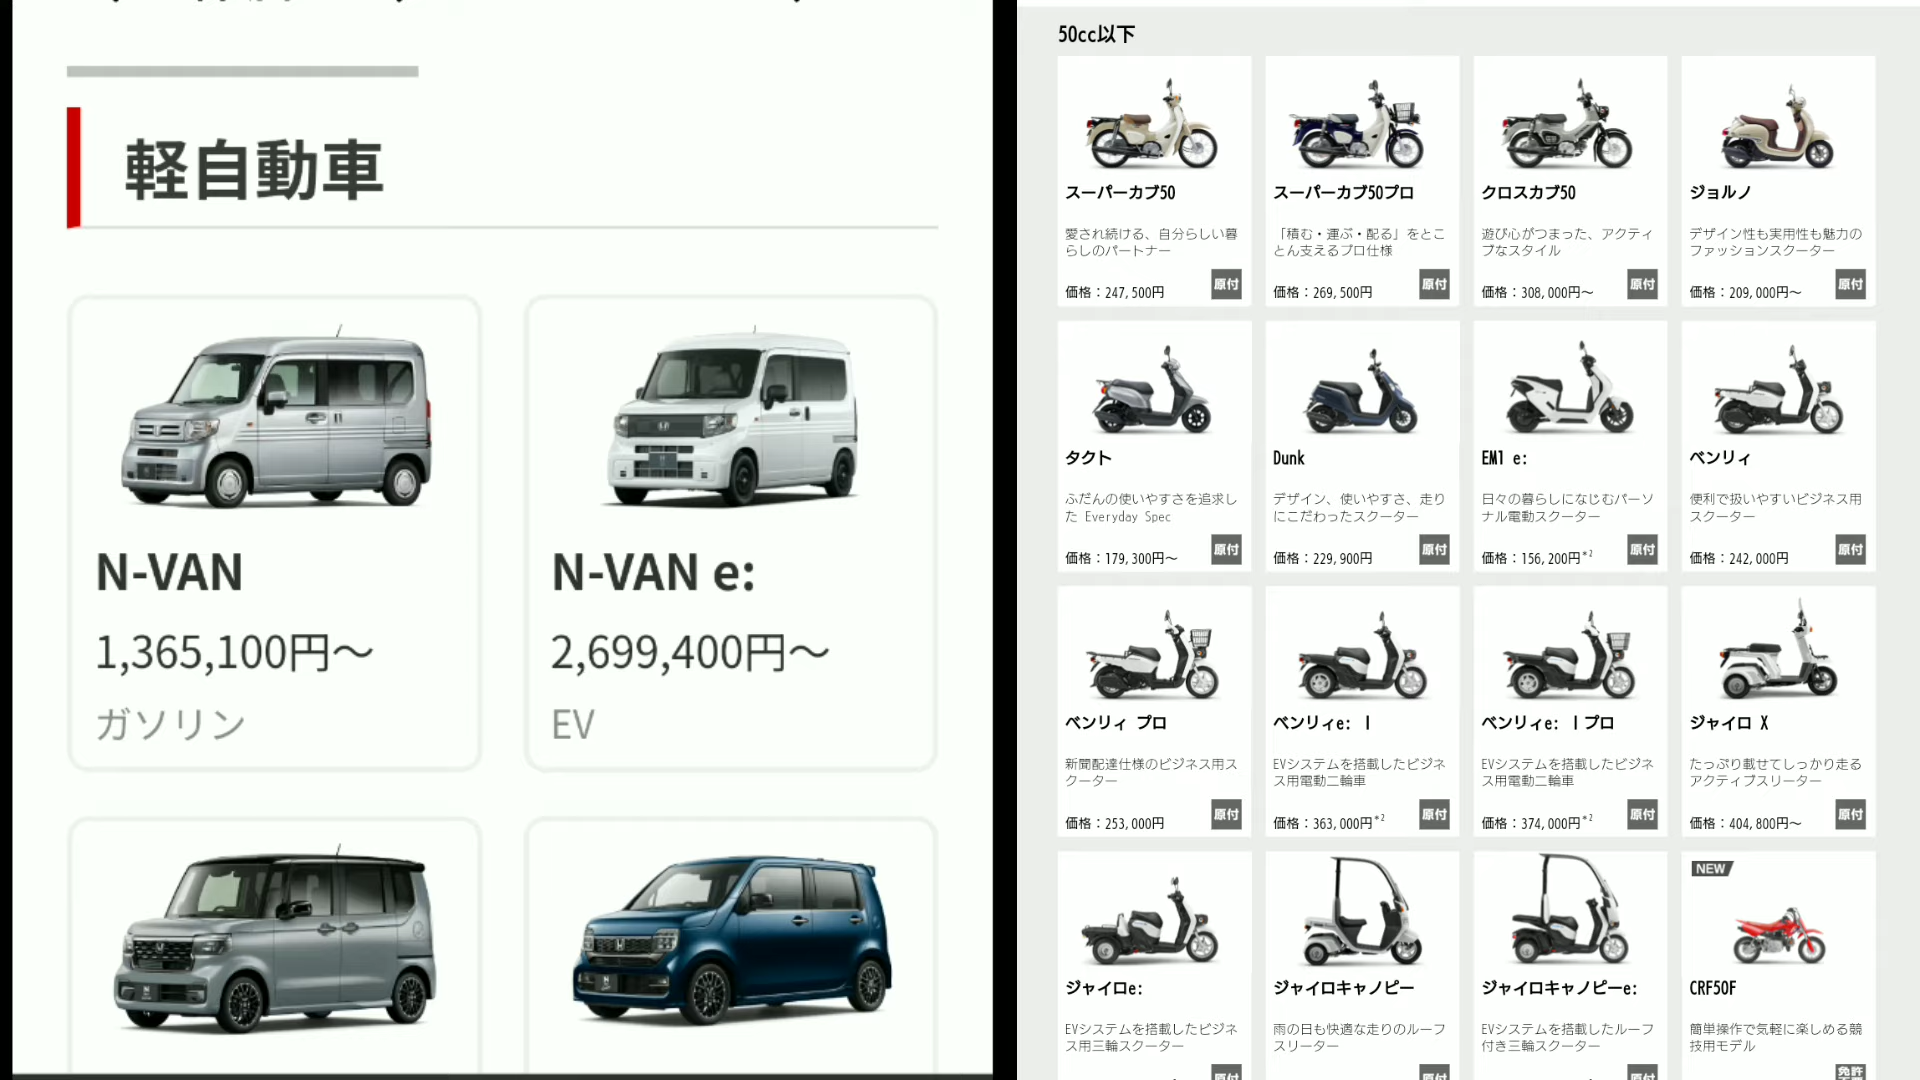 軽自動車
N-VAN
1,365,100円〜
ガソリン
N-VAN e:
2,699,400円〜
EV
50cc以下
スーパーカブ50
愛され続ける、自分らしい暮
らしのパートナー
価格：247,500円
原付
スーパーカブ50プロ
「積む・運ぶ・配る」をとこ
とん支えるプロ仕様
価格：269,500円
原付
クロスカブ50
遊び心がつまった、アクティ
ブなスタイル
価格：308,000円〜
原付
ジョルノ
デザイン性も実用性も魅力の
ファッションスクーター
価格：209,000円〜
原付
タクト
ふだんの使いやすさを追求し
た Everyday Spec
価格：179,300円〜
原付
Dunk
デザイン、使いやすさ、走り
にこだわったスクーター
価格：229,900円
原付
EM1 e:
日々の暮らしになじむパーソ
ナル電動スクーター
価格：156,200円*2
原付
ベンリィ
便利で扱いやすいビジネス用
スクーター
価格：242,000円
原付
ベンリィ プロ
新聞配達仕様のビジネス用ス
クーター
価格：253,000円
原付
ベンリィe: I
EVシステムを搭載したビジネ
ス用電動二輪車
価格：363,000円*2
原付
ベンリィe: Iプロ
EVシステムを搭載したビジネ
ス用電動二輪車
価格：374,000円*2
原付
ジャイロ X
たっぷり載せてしっかり走る
アクティブスリーター
価格：404,800円〜
原付
ジャイロe:
EVシステムを搭載したビジネ
ス用三輪スクーター
原付
ジャイロキャノピー
雨の日も快適な走りのルーフ
スリーター
原付
ジャイロキャノピーe:
EVシステムを搭載したルーフ
付き三輪スクーター
原付
NEW
CRF50F
簡単操作で気軽に楽しめる競
技用モデル
免許